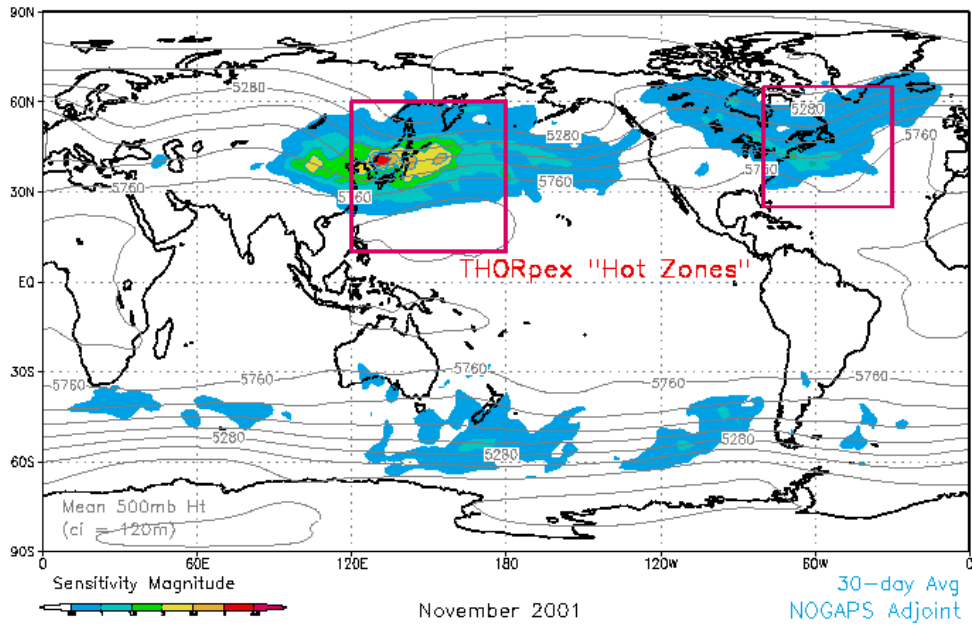 90N
60N
30N
EQ
30S
60S
90S
5280
5280
5280
5760
5760
5760
5760
5760
THORpex "Hot Zones"
5760
5760
5760
5280
5280
Mean 500mb Ht
(ci = 120m)
0 60E 120E 180 120W 60W 0
Sensitivity Magnitude
November 2001
30-day Avg
NOGAPS Adjoint